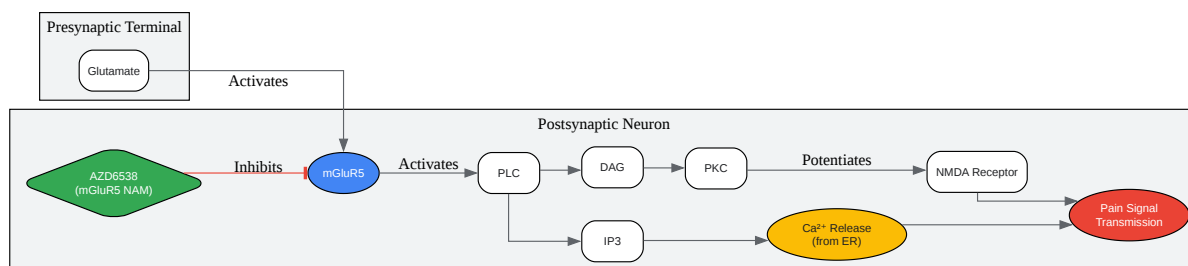 Presynaptic Terminal
Glutamate
Activates
Postsynaptic Neuron
AZD6538
(mGluR5 NAM)
Inhibits
mGluR5
Activates
PLC
DAG
PKC
Potentiates
NMDA Receptor
IP3
Ca²⁺ Release
(from ER)
Pain Signal
Transmission